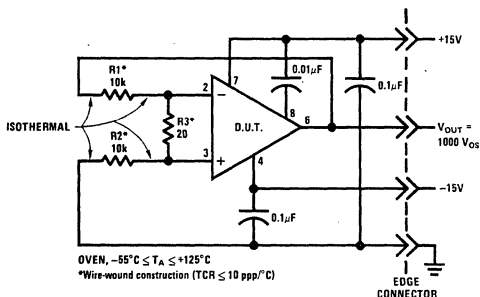 +15V
R1*
10k
2
7
0.01µF
0.1µF
ISOTHERMAL
R3*
20
D.U.T.
8
6
VOUT =
1000 VOS
R2*
10k
3
4
−15V
0.1µF
OVEN, −55°C ≤ TA ≤ +125°C
*Wire-wound construction (TCR ≤ 10 ppp/°C)
EDGE
CONNECTOR